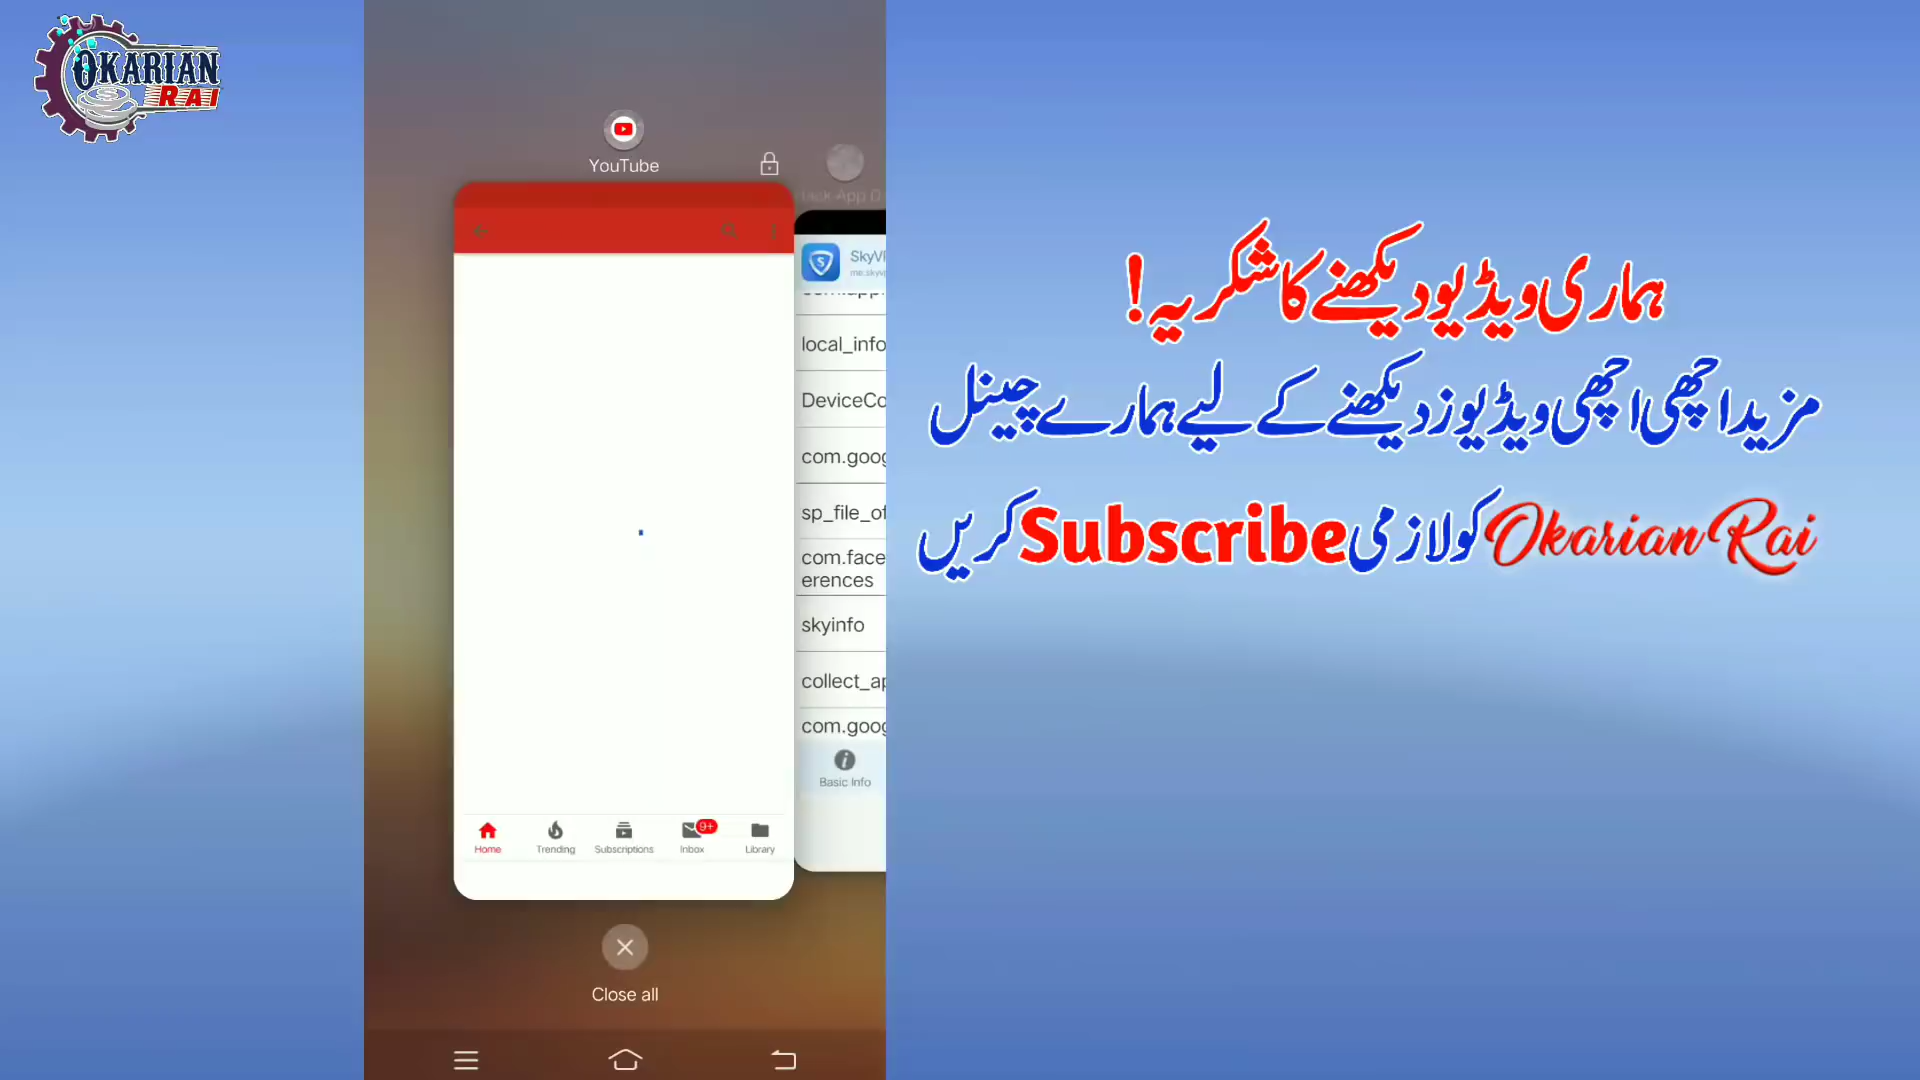 OKARIAN
RAI
YouTube
SkyV
local_info
DeviceCo
com.goog
sp_file_of
com.face
erences
skyinfo
collect_ap
com.goog
Basic Info
Home
Trending
Subscriptions
9+
Inbox
Library
Close all
ہماری ویڈیو دیکھنے کا شکریہ!
مزید اچھی اچھی ویڈیوز دیکھنے کے لیے ہمارے چینل
Okarian Rai کو لازمی Subscribe کریں